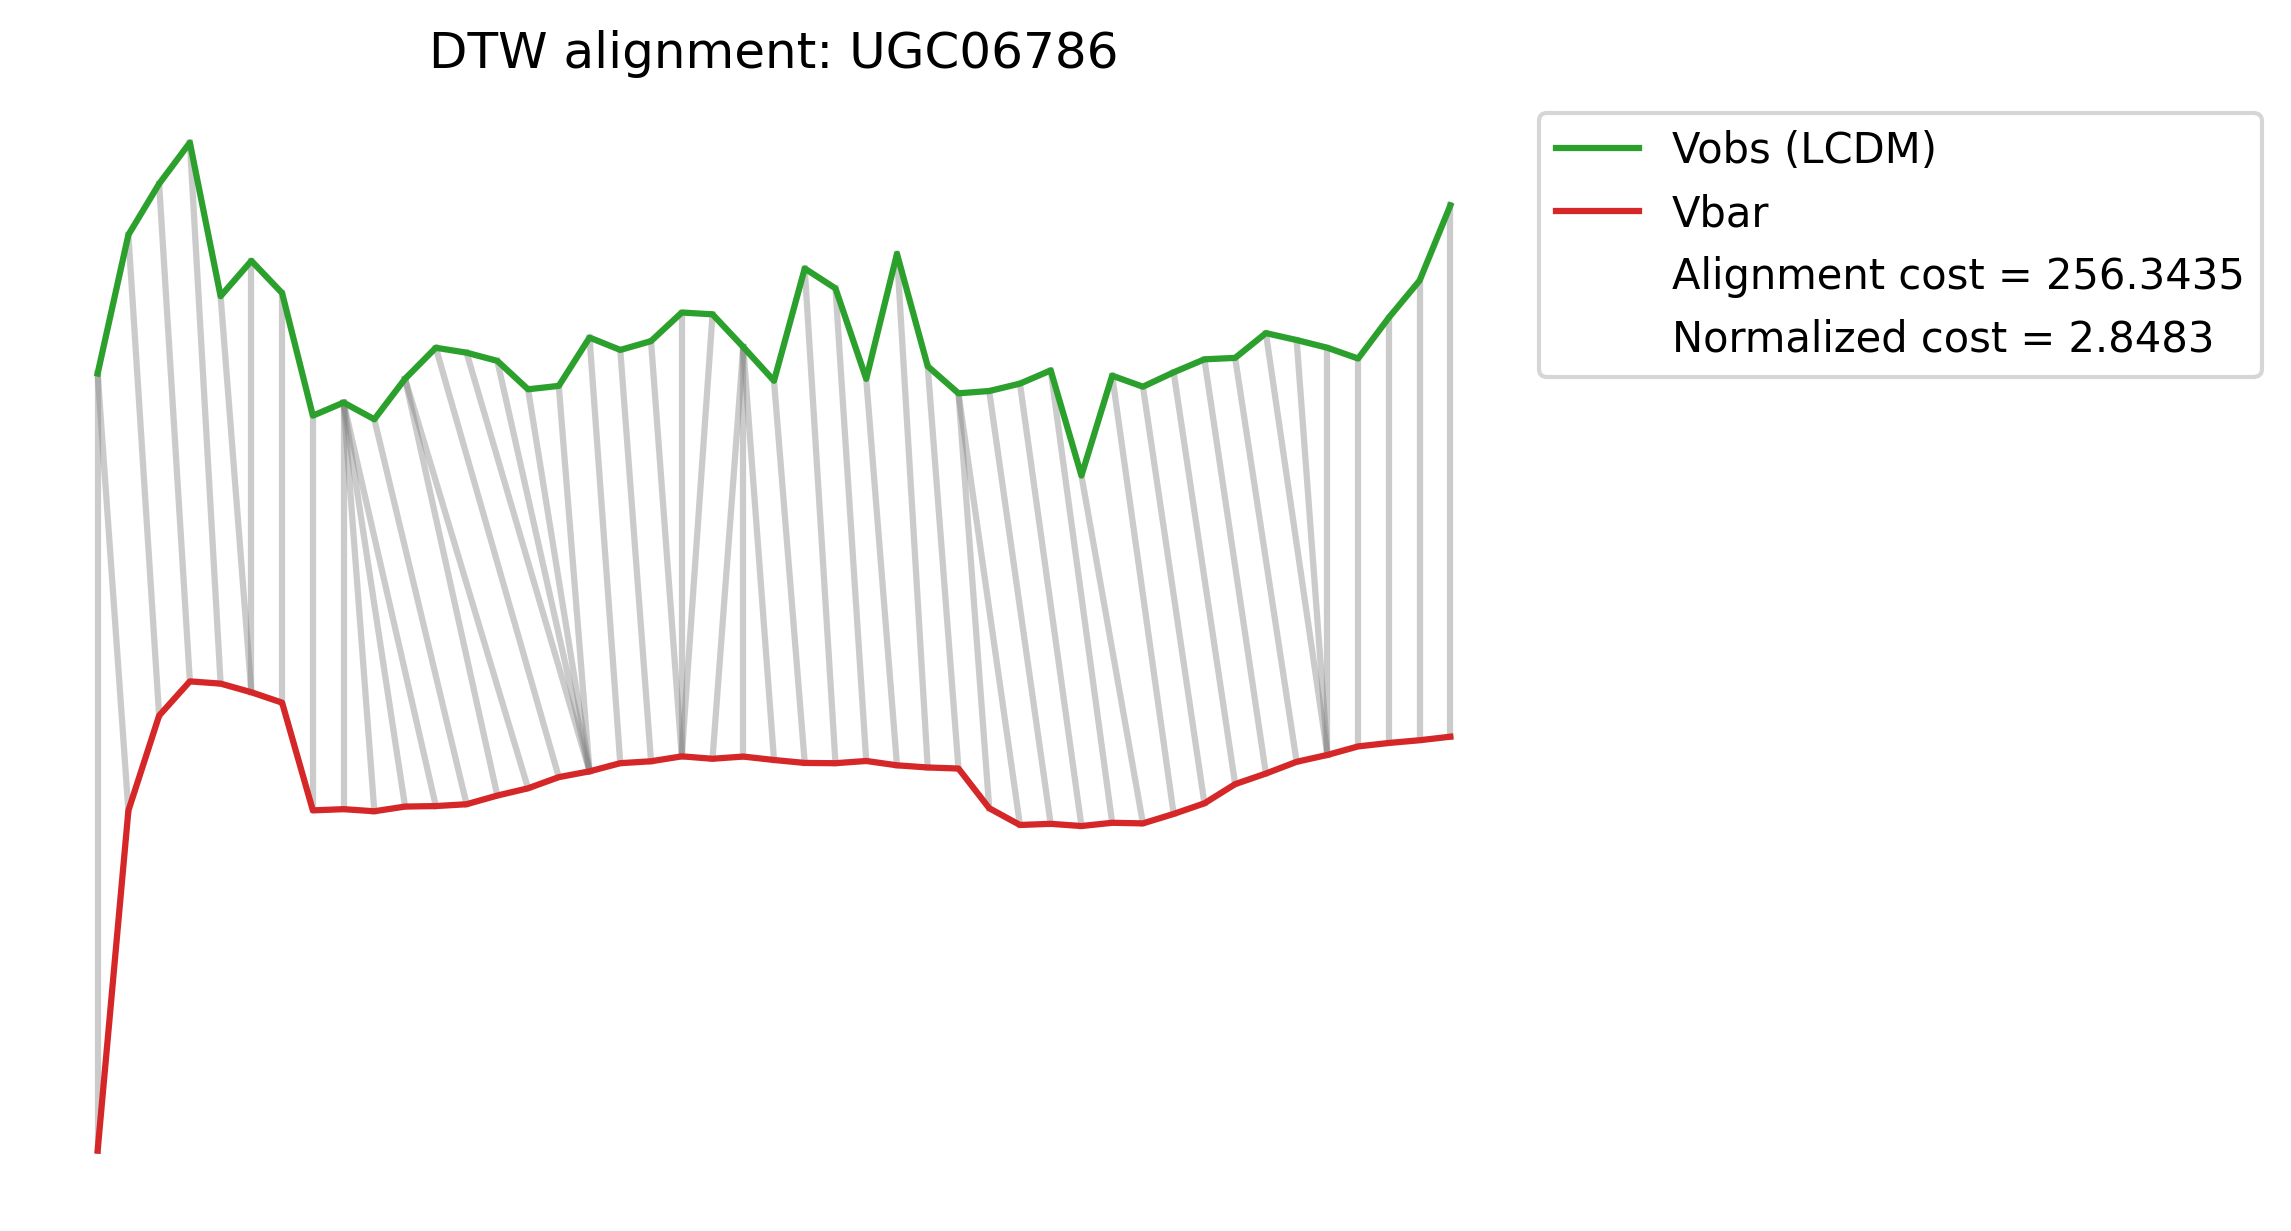 DTW alignment: UGC06786
Vobs (LCDM)
Vbar
Alignment cost = 256.3435
Normalized cost = 2.8483